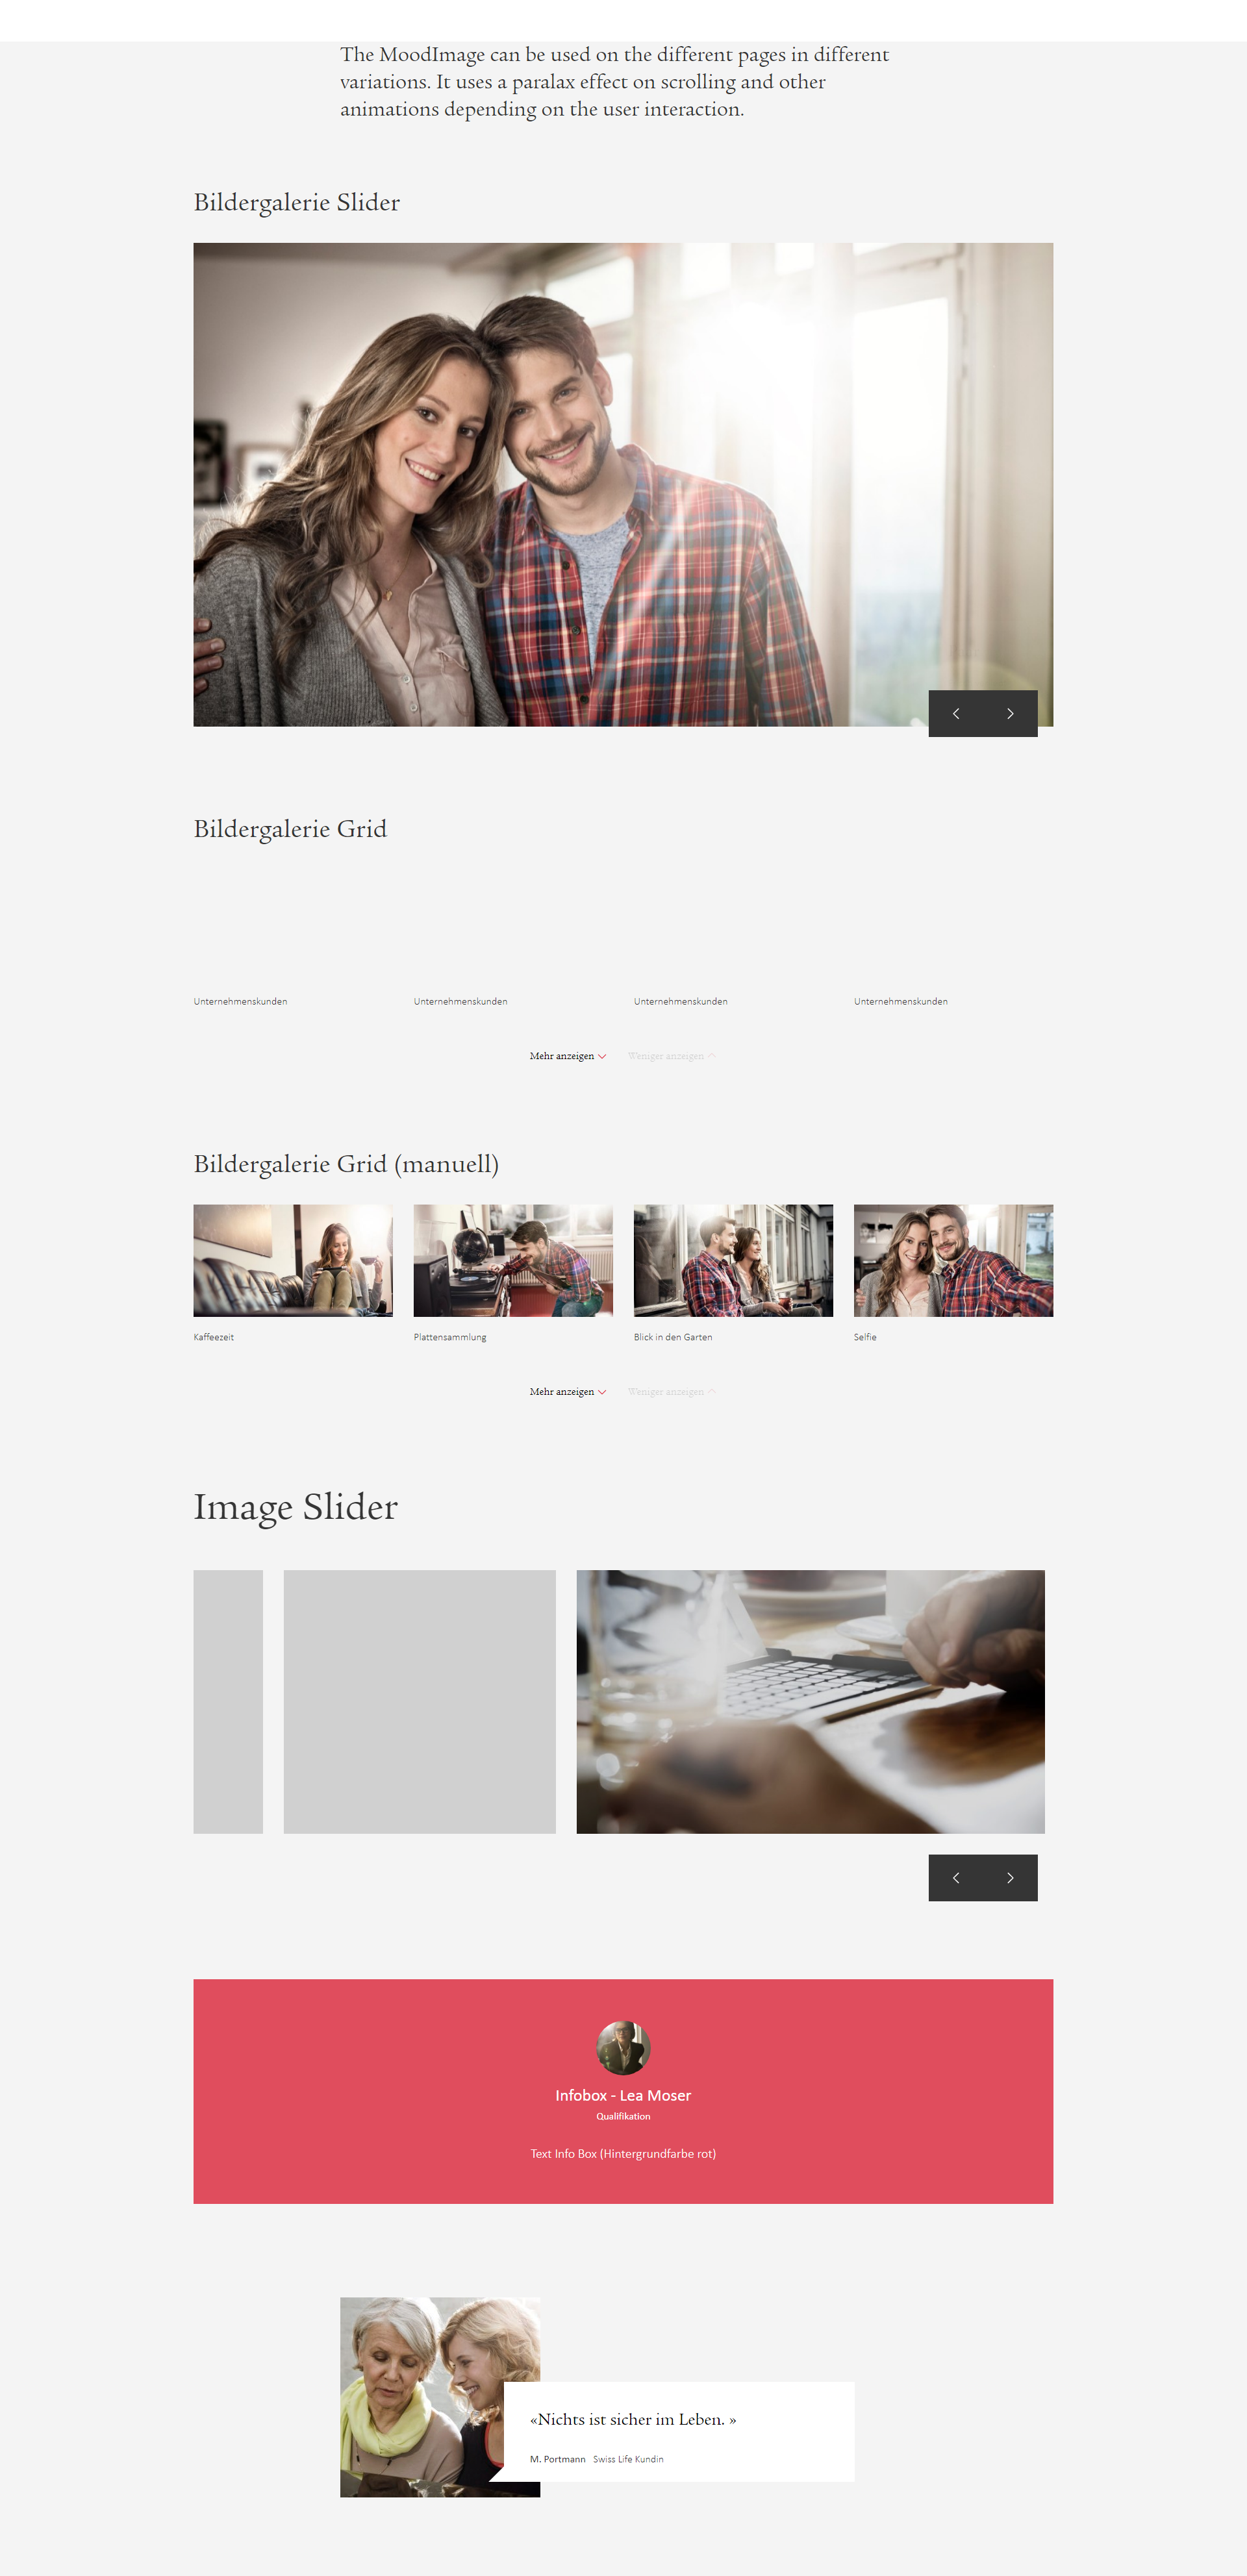 The MoodImage can be used on the different pages in different
variations. It uses a paralax effect on scrolling and other
animations depending on the user interaction.
Bildergalerie Slider
Bildergalerie Grid
Unternehmenskunden
Unternehmenskunden
Unternehmenskunden
Unternehmenskunden
Mehr anzeigen
Weniger anzeigen
Bildergalerie Grid (manuell)
Kaffeezeit
Plattensammlung
Blick in den Garten
Selfie
Mehr anzeigen
Weniger anzeigen
Image Slider
Infobox - Lea Moser
Qualifikation
Text Info Box (Hintergrundfarbe rot)
«Nichts ist sicher im Leben. »
M. Portmann Swiss Life Kundin